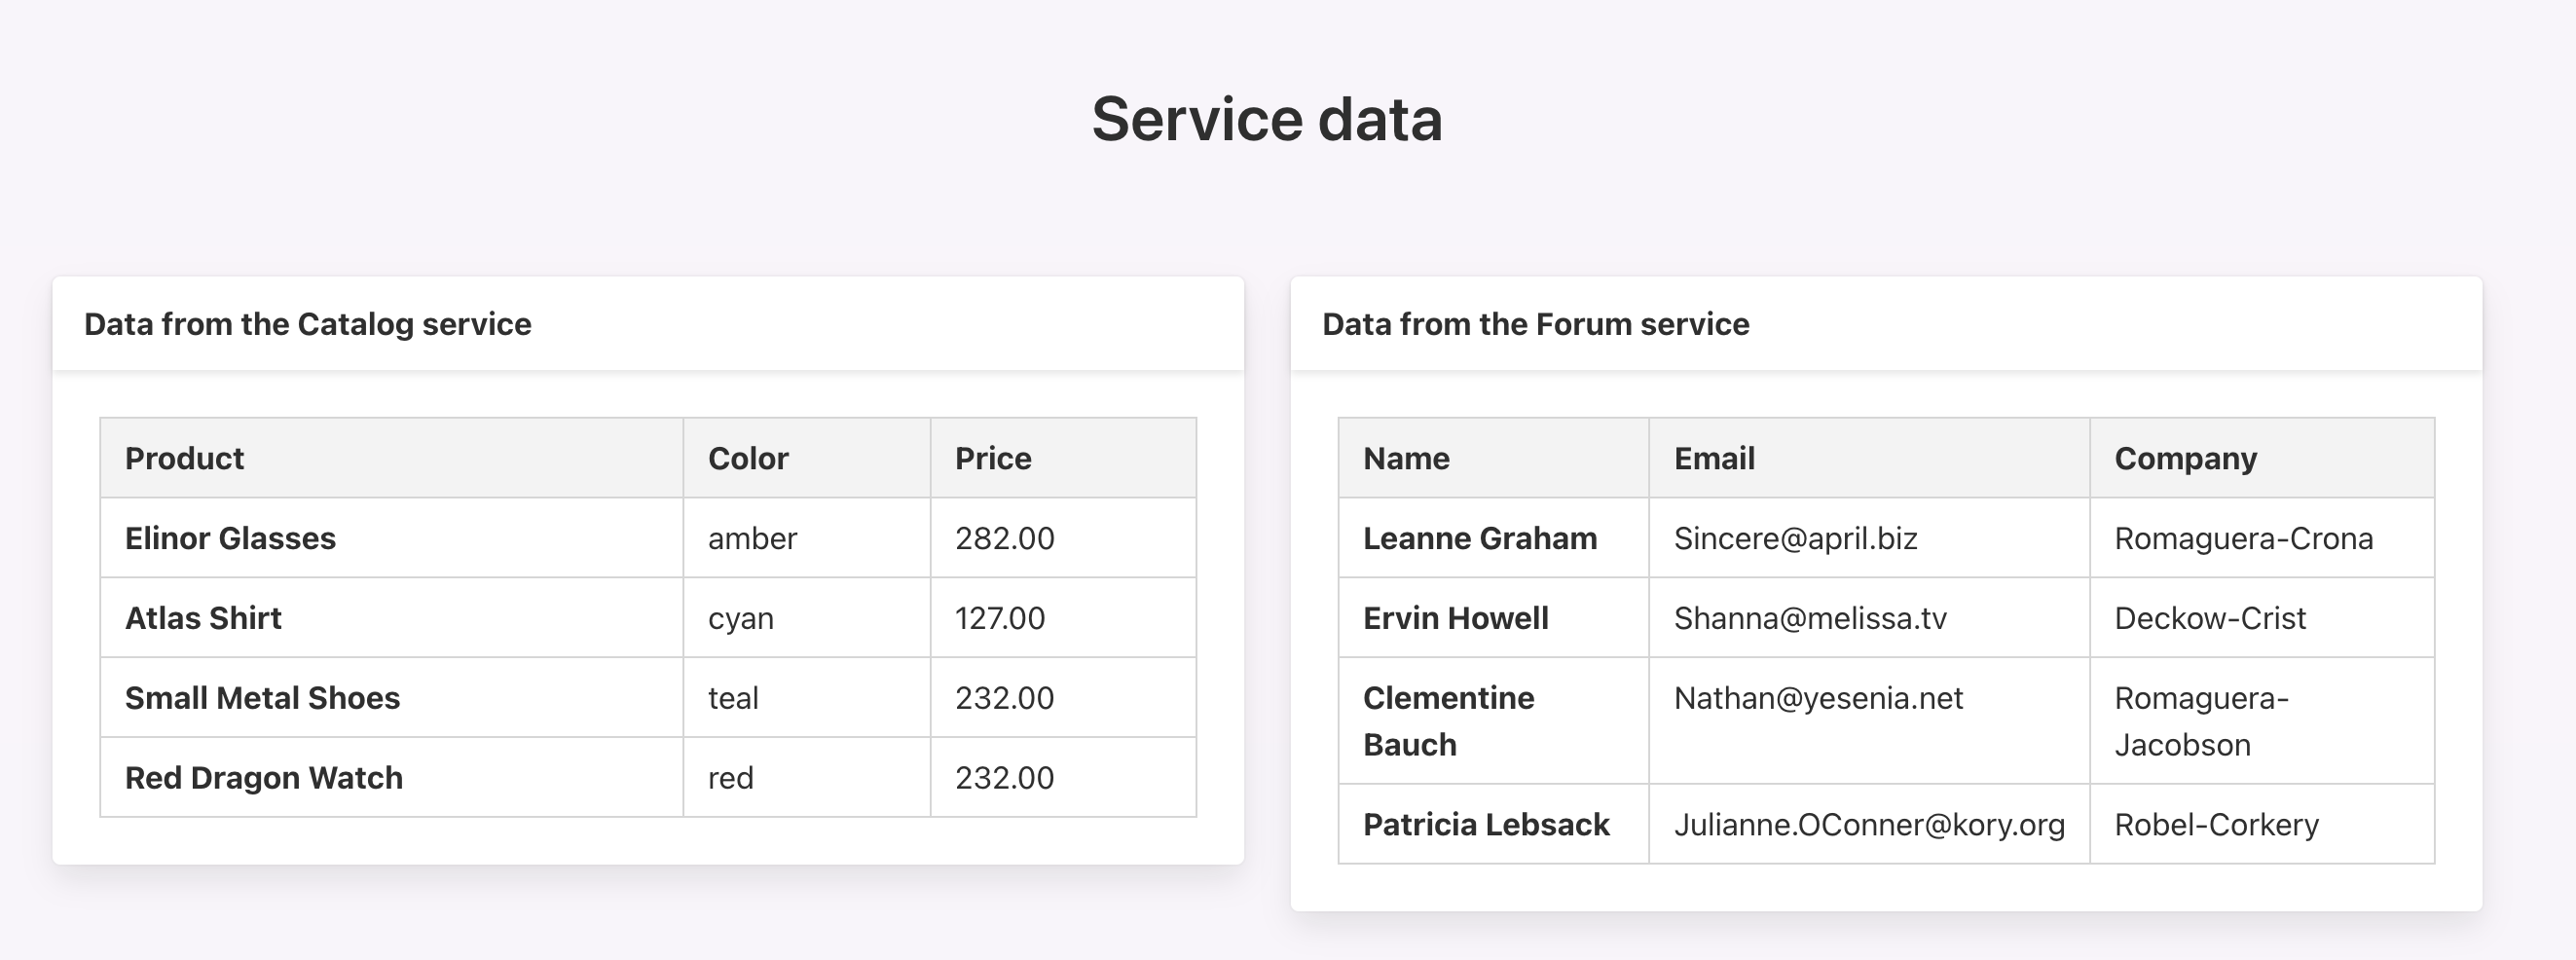 Service data
Data from the Catalog service
Product Color Price
Elinor Glasses amber 282.00
Atlas Shirt cyan 127.00
Small Metal Shoes teal 232.00
Red Dragon Watch red 232.00
Data from the Forum service
Name Email Company
Leanne Graham Sincere@april.biz Romaguera-Crona
Ervin Howell Shanna@melissa.tv Deckow-Crist
Clementine Nathan@yesenia.net Romaguera-
Bauch Jacobson
Patricia Lebsack Julianne.OConner@kory.org Robel-Corkery